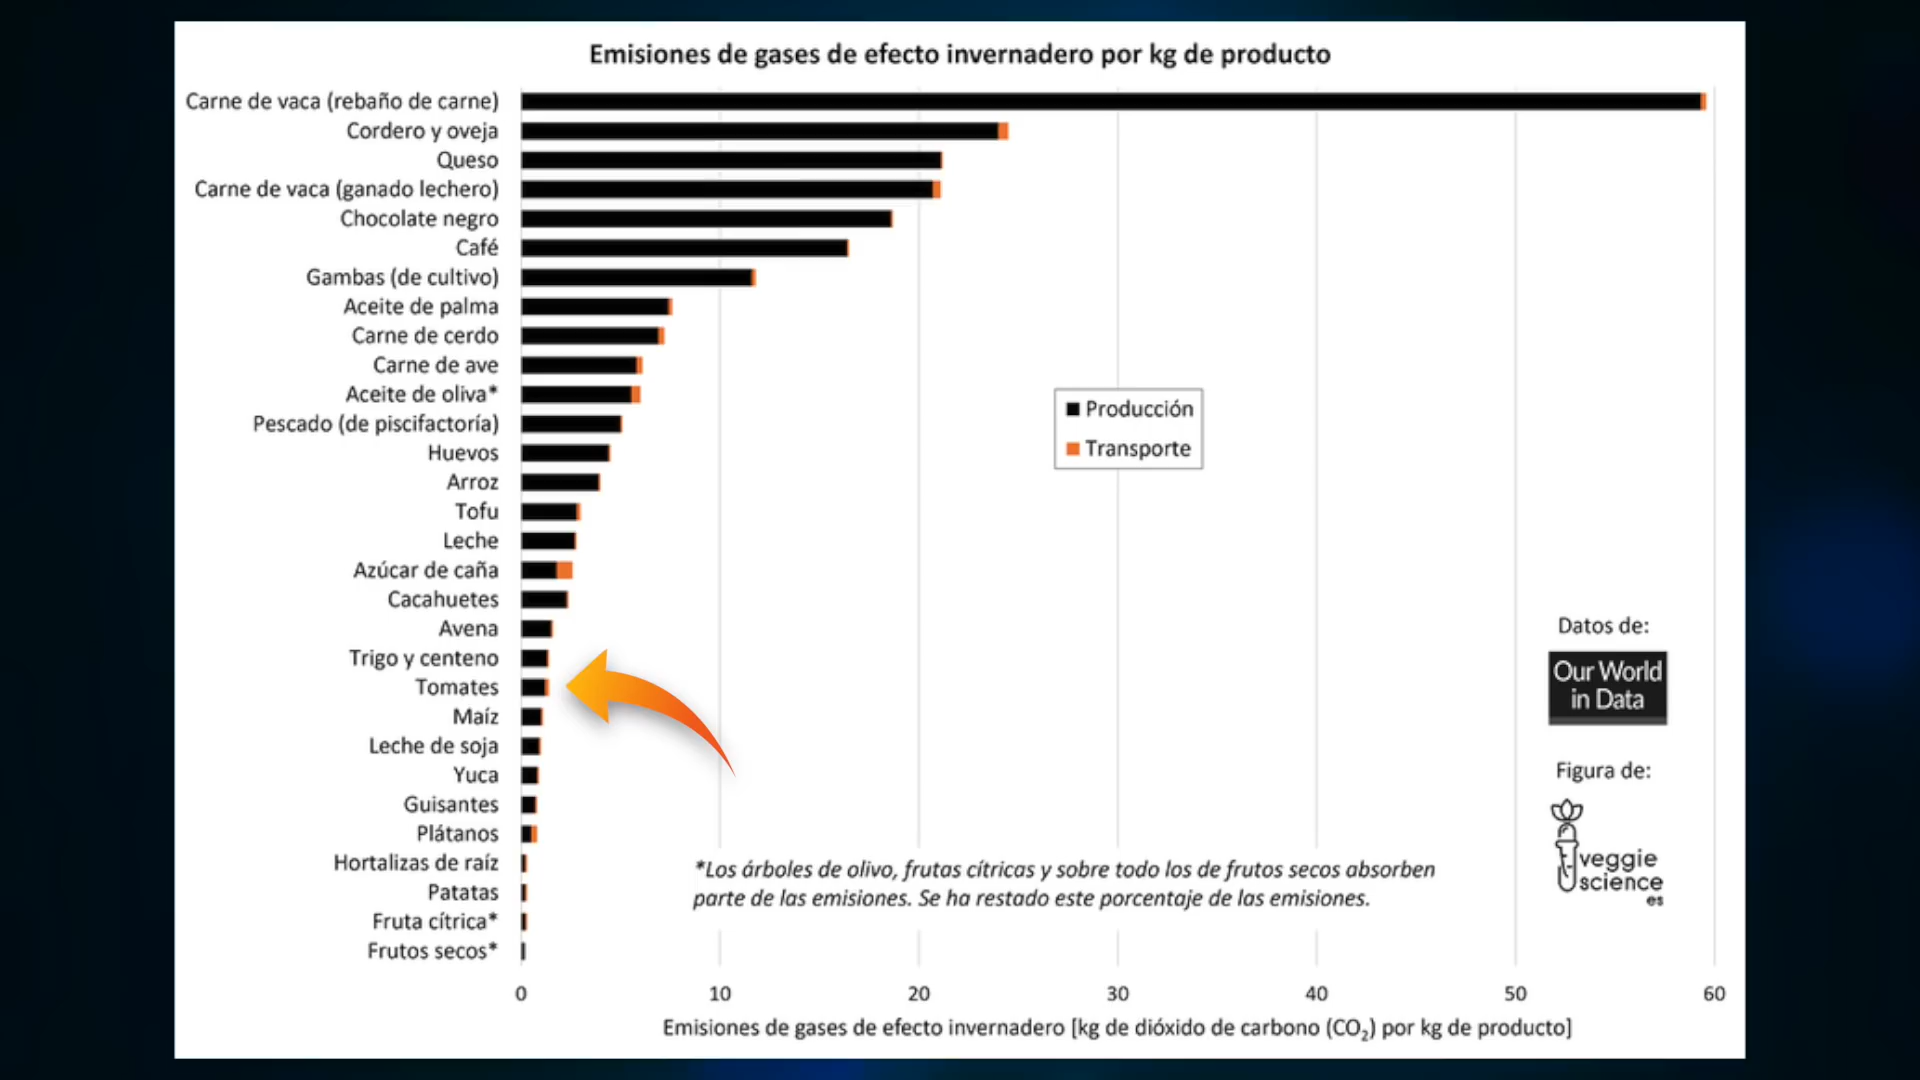 Emisiones de gases de efecto invernadero por kg de producto
Carne de vaca (rebaño de carne)
Cordero y oveja
Queso
Carne de vaca (ganado lechero)
Chocolate negro
Café
Gambas (de cultivo)
Aceite de palma
Carne de cerdo
Carne de ave
Aceite de oliva*
Pescado (de piscifactoría)
Huevos
Arroz
Tofu
Leche
Azúcar de caña
Cacahuetes
Avena
Trigo y centeno
Tomates
Maíz
Leche de soja
Yuca
Guisantes
Plátanos
Hortalizas de raíz
Patatas
Fruta cítrica*
Frutos secos*
Producción
Transporte
Datos de:
Our World
in Data
Figura de:
veggie
science
es
*Los árboles de olivo, frutas cítricas y sobre todo los de frutos secos absorben
parte de las emisiones. Se ha restado este porcentaje de las emisiones.
0 10 20 30 40 50 60
Emisiones de gases de efecto invernadero [kg de dióxido de carbono (CO₂) por kg de producto]